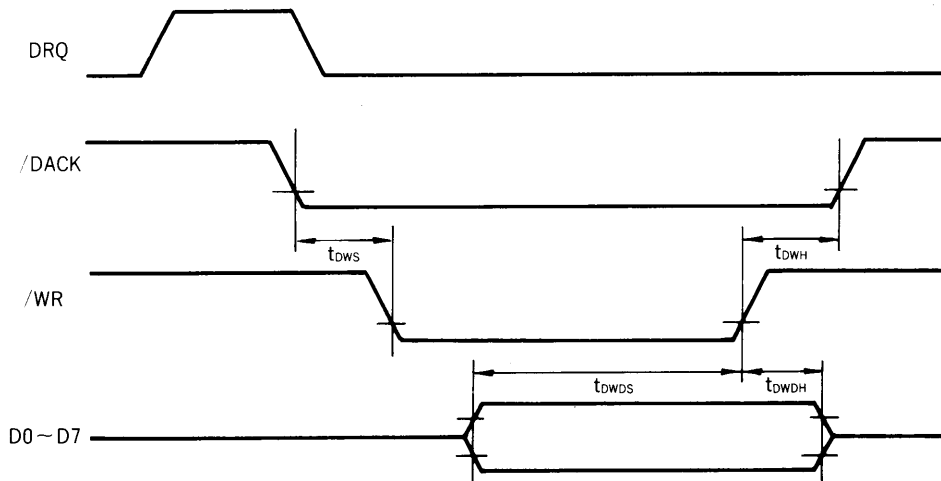 DRQ
/DACK
tDWS
tDWH
/WR
tDWDS
tDWDH
D0~D7